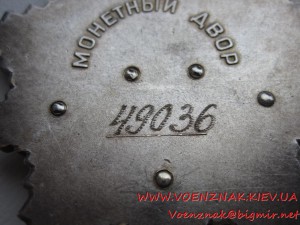 МОНЕТНЫЙ ДВОР
49036
WWW.VOENZNAK.KIEV.UA
Voenznak@bigmir.net